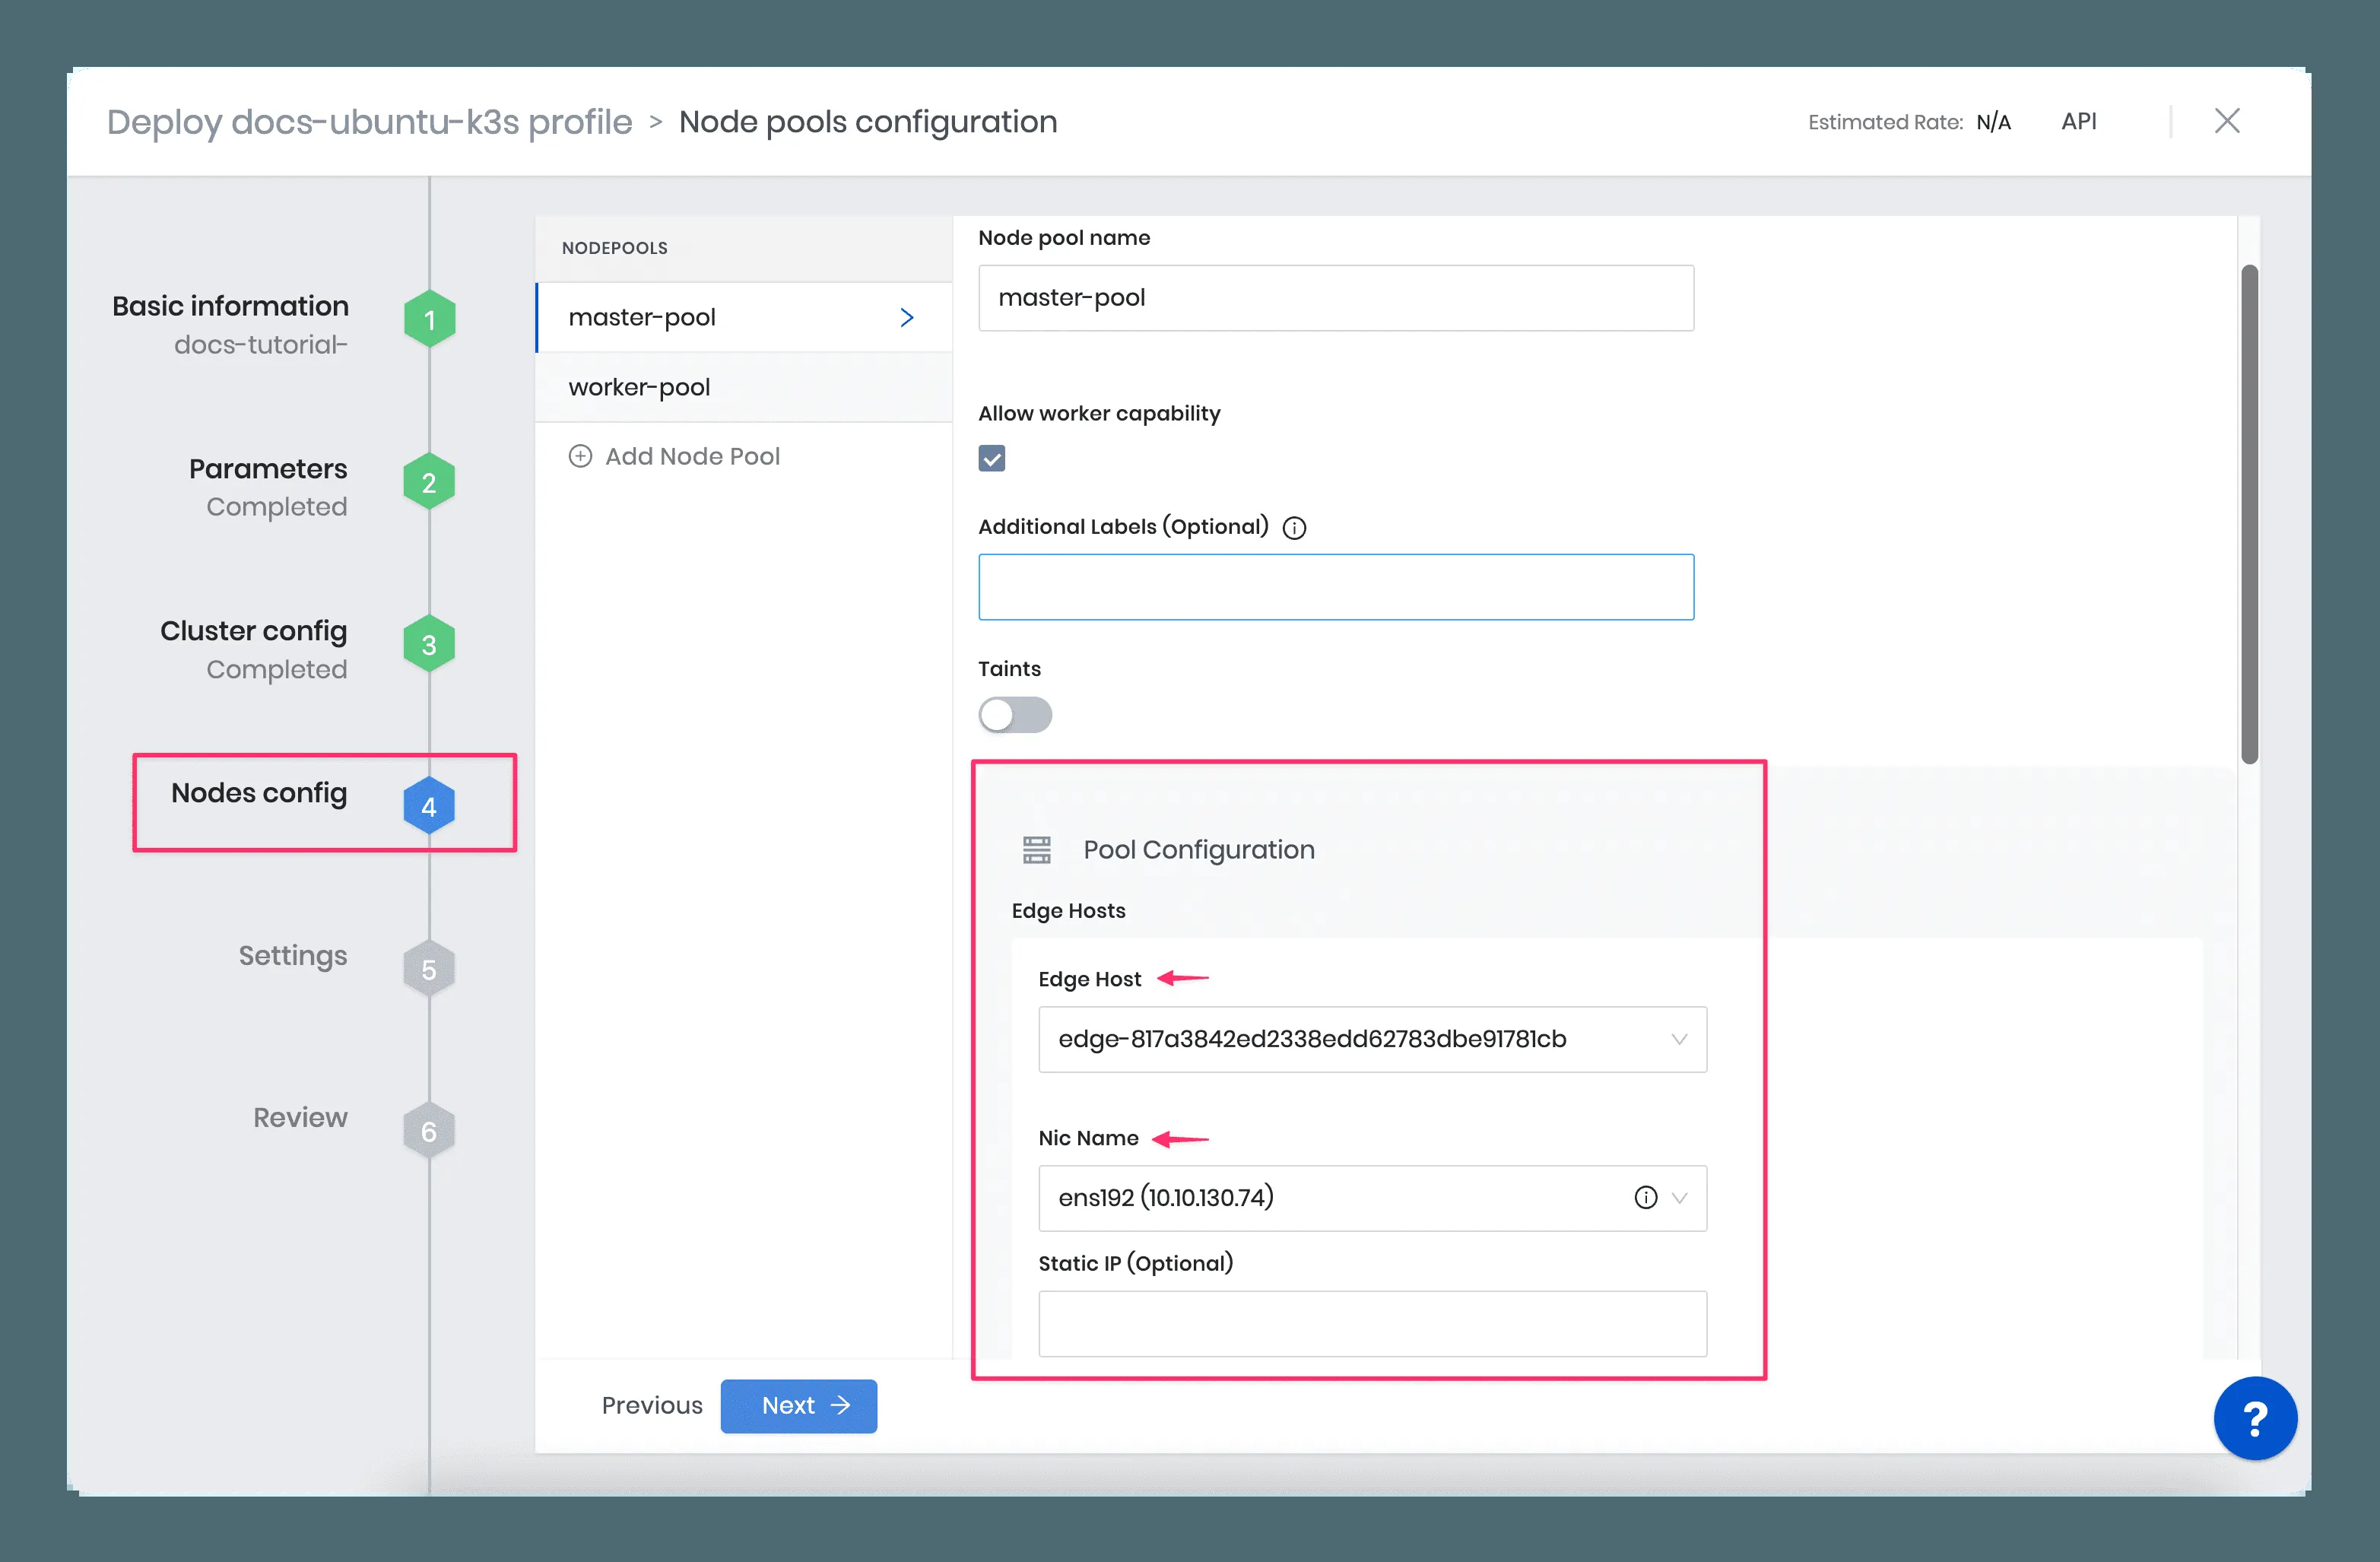 Deploy docs-ubuntu-k3s profile > Node pools configuration
Estimated Rate: N/A
API
Basic information
docs-tutorial-
1
Parameters
Completed
2
Cluster config
Completed
3
Nodes config
4
Settings
5
Review
6
NODEPOOLS
master-pool
worker-pool
Add Node Pool
Node pool name
master-pool
Allow worker capability
Additional Labels (Optional)
Taints
Pool Configuration
Edge Hosts
Edge Host
edge-817a3842ed2338edd62783dbe91781cb
Nic Name
ens192 (10.10.130.74)
Static IP (Optional)
Previous
Next
?